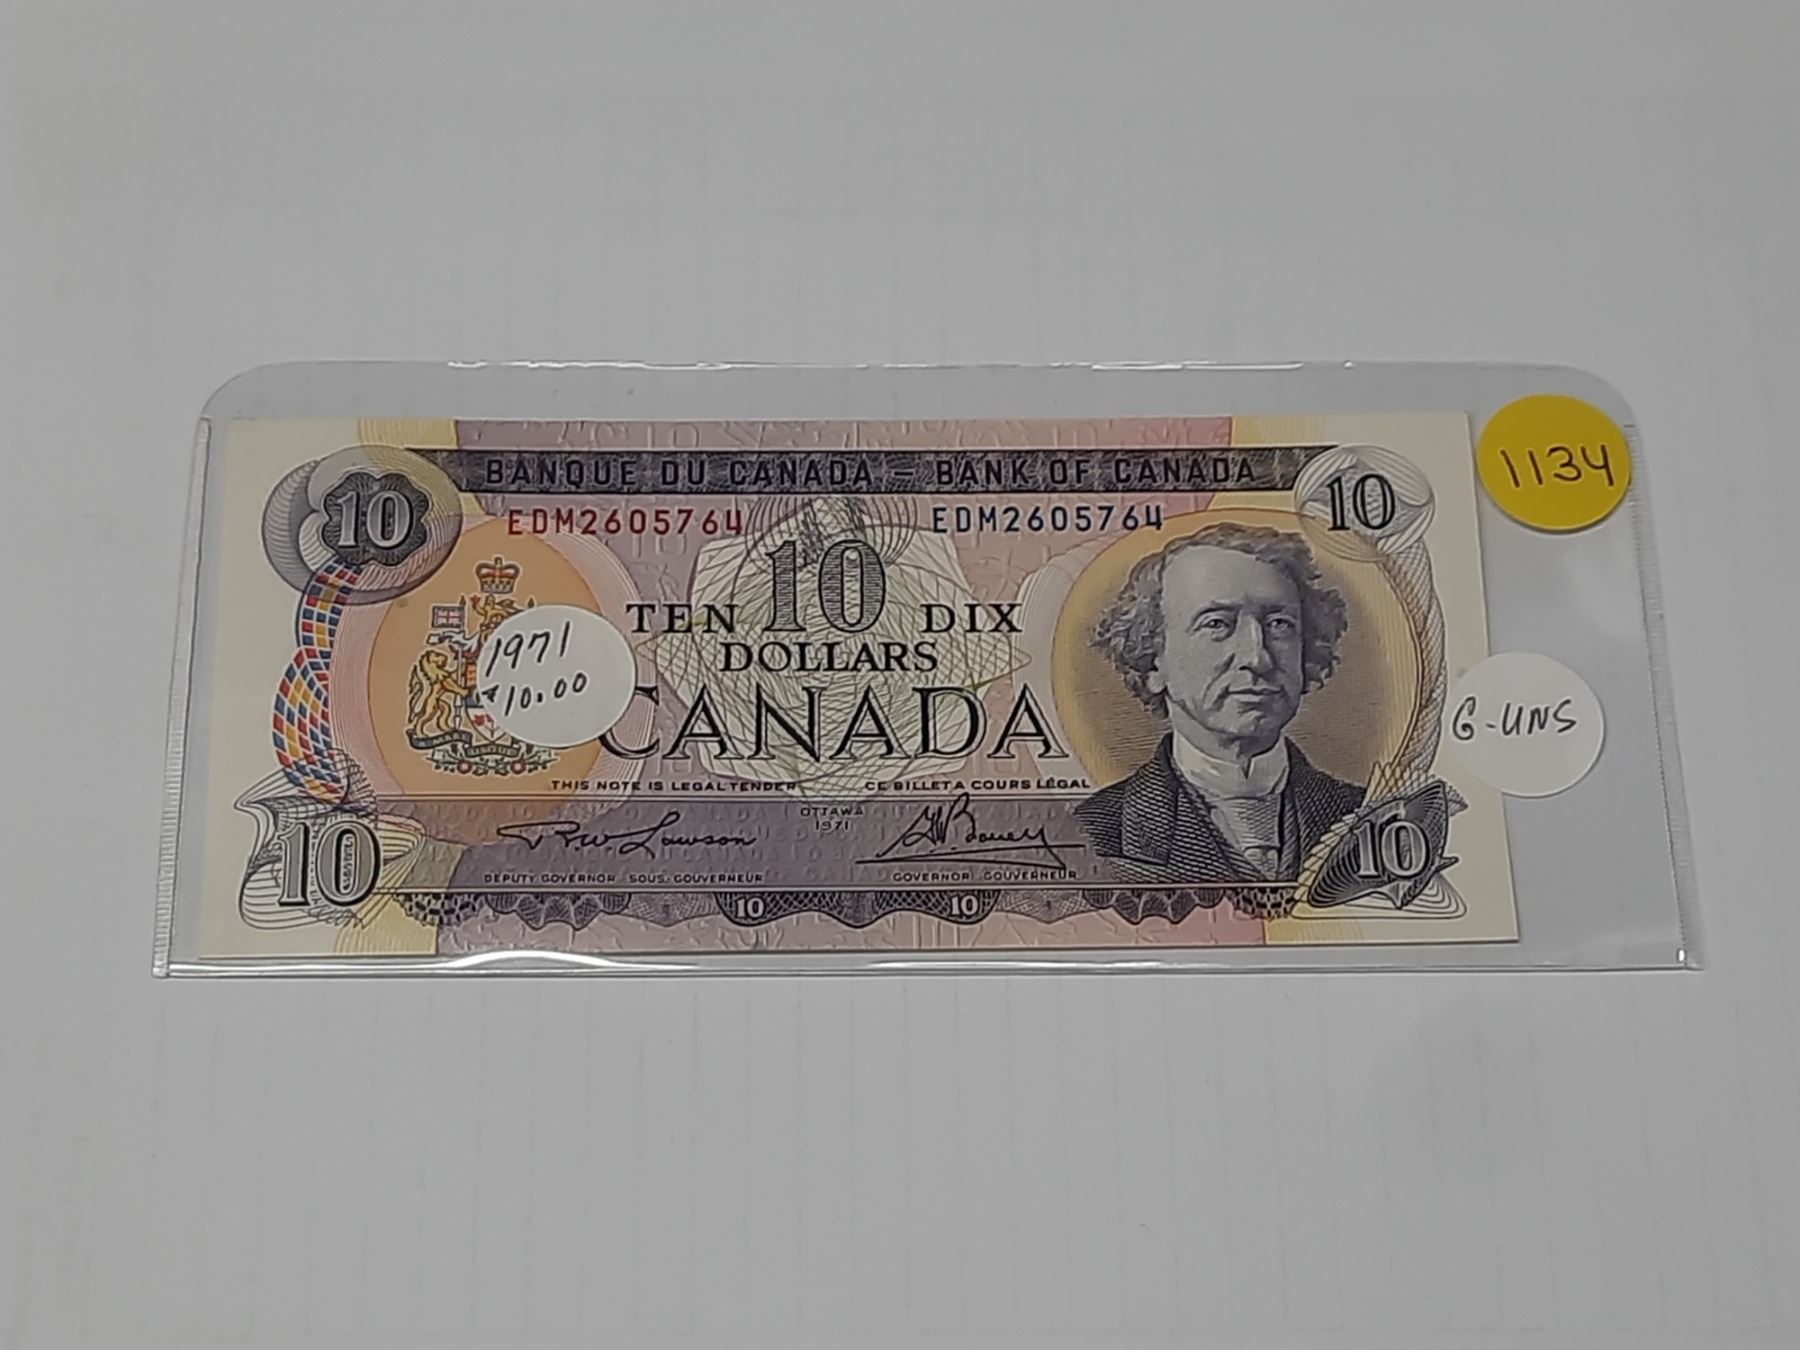 BANQUE DU CANADA – BANK OF CANADA
1134
10
10
EDM2605764 EDM2605764
10
TEN DIX
DOLLARS
1971
$10.00
CANADA
G-UNS
THIS NOTE IS LEGAL TENDER CE BILLET A COURS LÉGAL
OTTAWA
1971
10
10
DEPUTY GOVERNOR SOUS-GOUVERNEUR GOVERNOR GOUVERNEUR
10 10